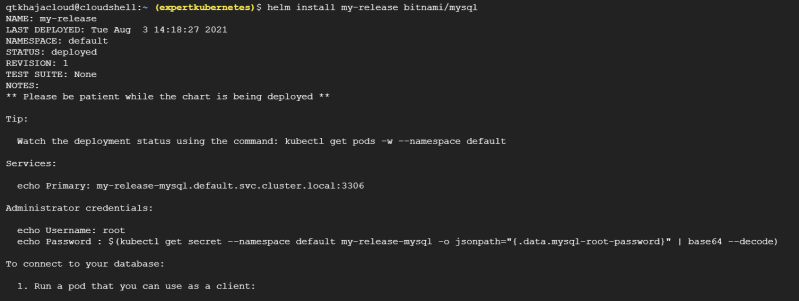 qtkhajacloud@cloudshell:~ (expertkubernetes)$ helm install my-release bitnami/mysql
NAME: my-release
LAST DEPLOYED: Tue Aug  3 14:18:27 2021
NAMESPACE: default
STATUS: deployed
REVISION: 1
TEST SUITE: None
NOTES:
** Please be patient while the chart is being deployed **
Tip:
  Watch the deployment status using the command: kubectl get pods -w --namespace default
Services:
  echo Primary: my-release-mysql.default.svc.cluster.local:3306
Administrator credentials:
  echo Username: root
  echo Password : $(kubectl get secret --namespace default my-release-mysql -o jsonpath="{.data.mysql-root-password}" | base64 --decode)
To connect to your database:
  1. Run a pod that you can use as a client: